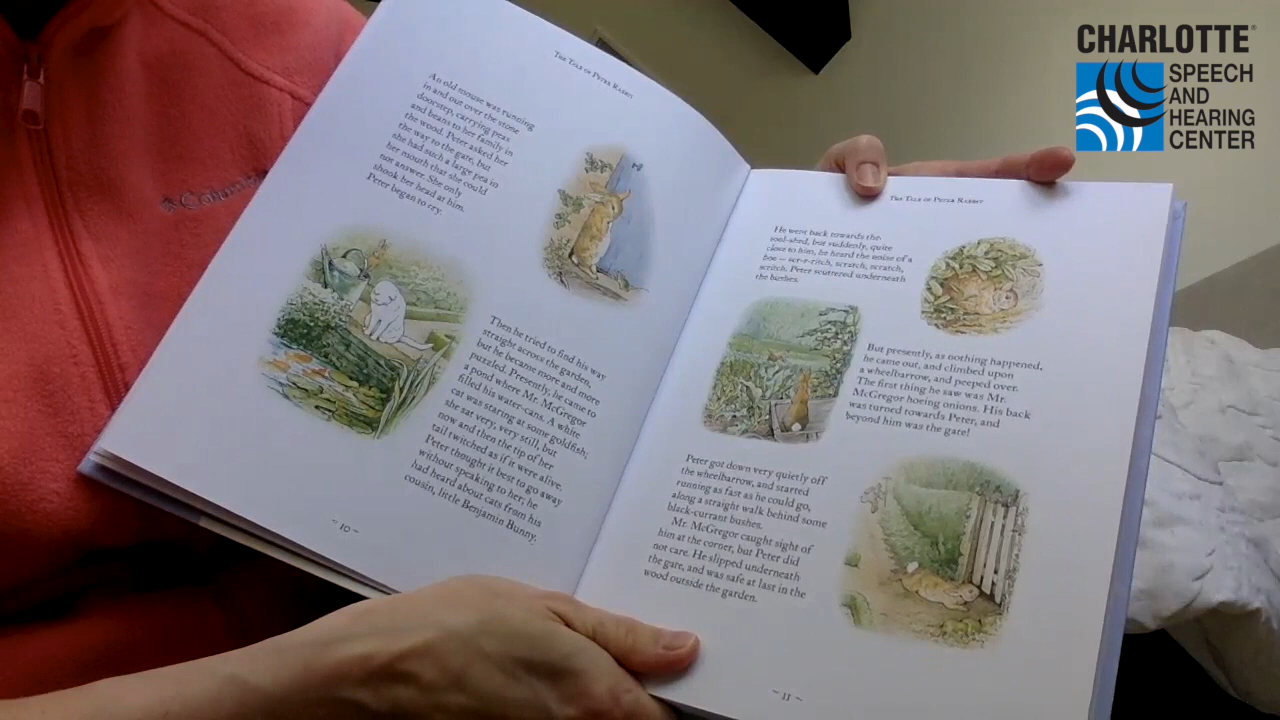 CHARLOTTE
SPEECH
AND
HEARING
CENTER
Columbia
The Tale of Peter Rabbit
An old mouse was running
in and out over the stone
doorstep, carrying peas
and beans to her family in
the wood. Peter asked her
the way to the gate, but
she had such a large pea in
her mouth that she could
not answer. She only
shook her head at him.
Peter began to cry.
Then he tried to find his way
straight across the garden,
but he became more and more
puzzled. Presently, he came to
a pond where Mr. McGregor
filled his water-cans. A white
cat was staring at some goldfish;
she sat very, very still, but
now and then the tip of her
tail twitched as if it were alive.
Peter thought it best to go away
without speaking to her; he
had heard about cats from his
cousin, little Benjamin Bunny.
~ 10 ~
The Tale of Peter Rabbit
He went back towards the
tool-shed, but suddenly, quite
close to him, he heard the noise of a
hoe — scr-r-ritch, scratch, scratch,
scritch. Peter scuttered underneath
the bushes.
But presently, as nothing happened,
he came out, and climbed upon
a wheelbarrow, and peeped over.
The first thing he saw was Mr.
McGregor hoeing onions. His back
was turned towards Peter, and
beyond him was the gate!
Peter got down very quietly off
the wheelbarrow, and started
running as fast as he could go,
along a straight walk behind some
black-currant bushes.
Mr. McGregor caught sight of
him at the corner, but Peter did
not care. He slipped underneath
the gate, and was safe at last in the
wood outside the garden.
~ 11 ~